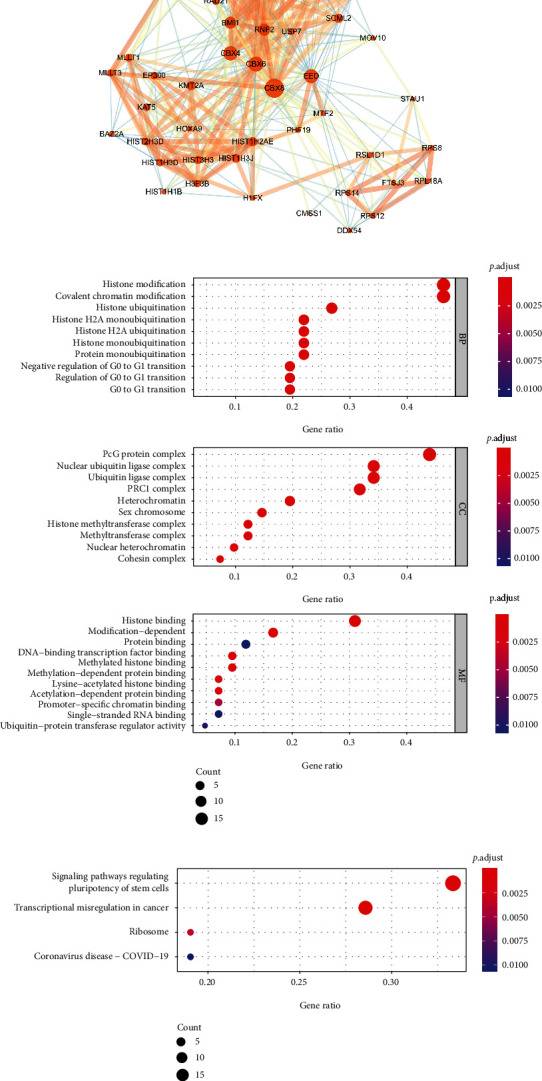 RAD21
BMI1
RNF2
USP7
SCML2
MOV10
CBX4
CBX6
MLLT1
MLLT3
EP300
EED
KMT2A
CBX8
STAU1
KAT5
MTF2
HOXA9
PHF19
BAZ2A
HIST2H3D
HIST1H2AE
RSL1D1
RPS8
HIST1H3D
HIST3H3
HIST1H3J
H3F3B
FTSJ3
RPL18A
HIST1H1B
H1FX
RPS14
CMSS1
RPS12
DDX54
p.adjust
Histone modification
Covalent chromatin modification
Histone ubiquitination
Histone H2A monoubiquitination
Histone H2A ubiquitination
Histone monoubiquitination
Protein monoubiquitination
Negative regulation of G0 to G1 transition
Regulation of G0 to G1 transition
G0 to G1 transition
BP
0.0025
0.0050
0.0075
0.0100
0.1 0.2 0.3 0.4
Gene ratio
p.adjust
PcG protein complex
Nuclear ubiquitin ligase complex
Ubiquitin ligase complex
PRC1 complex
Heterochromatin
Sex chromosome
Histone methyltransferase complex
Methyltransferase complex
Nuclear heterochromatin
Cohesin complex
CC
0.0025
0.0050
0.0075
0.0100
0.1 0.2 0.3 0.4
Gene ratio
p.adjust
Histone binding
Modification−dependent
Protein binding
DNA−binding transcription factor binding
Methylated histone binding
Methylation−dependent protein binding
Lysine−acetylated histone binding
Acetylation−dependent protein binding
Promoter−specific chromatin binding
Single−stranded RNA binding
Ubiquitin−protein transferase regulator activity
MF
0.0025
0.0050
0.0075
0.0100
0.1 0.2 0.3 0.4
Gene ratio
Count
5
10
15
p.adjust
Signaling pathways regulating
pluripotency of stem cells
Transcriptional misregulation in cancer
Ribosome
Coronavirus disease − COVID−19
0.0025
0.0050
0.0075
0.0100
0.20 0.25 0.30
Gene ratio
Count
5
10
15